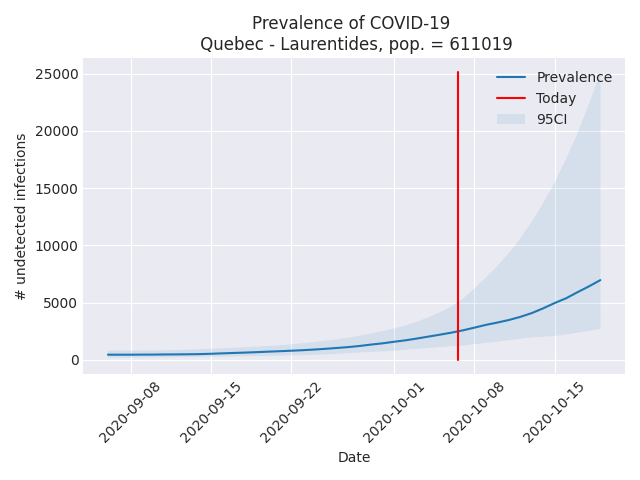 Prevalence of COVID-19
Quebec - Laurentides, pop. = 611019
Prevalence
Today
95CI
# undetected infections
25000
20000
15000
10000
5000
0
2020-09-08
2020-09-15
2020-09-22
2020-10-01
2020-10-08
2020-10-15
Date